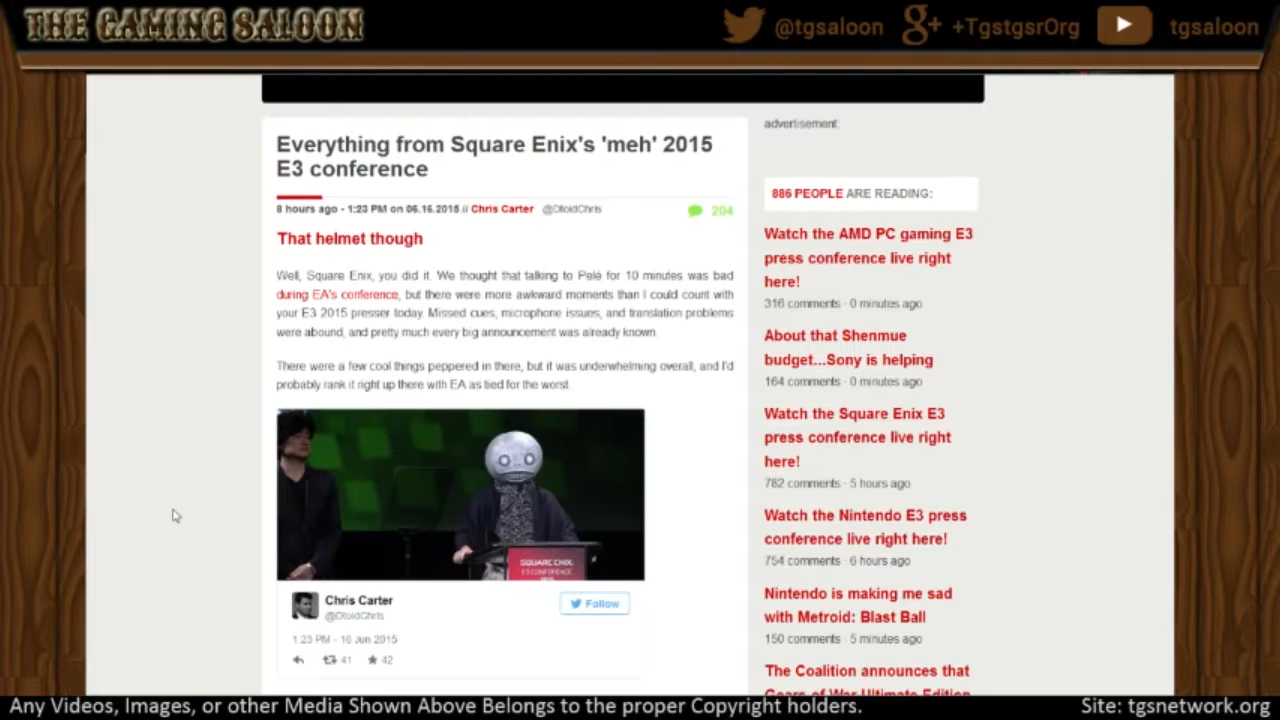 THE GAMING SALOON
@tgsaloon
+TgstgsrOrg
tgsaloon
Everything from Square Enix's 'meh' 2015
E3 conference
8 hours ago - 1:23 PM on 06.16.2015 // Chris Carter @DtoidChris
204
That helmet though
Well, Square Enix, you did it. We thought that talking to Pelé for 10 minutes was bad
during EA's conference, but there were more awkward moments than I could count with
your E3 2015 presser today. Missed cues, microphone issues, and translation problems
were abound, and pretty much every big announcement was already known.
There were a few cool things peppered in there, but it was underwhelming overall, and I'd
probably rank it right up there with EA as tied for the worst.
SQUARE ENIX
E3 CONFERENCE
2015
Chris Carter
@DtoidChris
Follow
1:23 PM - 16 Jun 2015
41
42
advertisement:
886 PEOPLE ARE READING:
Watch the AMD PC gaming E3
press conference live right
here!
316 comments · 0 minutes ago
About that Shenmue
budget...Sony is helping
164 comments · 0 minutes ago
Watch the Square Enix E3
press conference live right
here!
782 comments · 5 hours ago
Watch the Nintendo E3 press
conference live right here!
754 comments · 6 hours ago
Nintendo is making me sad
with Metroid: Blast Ball
150 comments · 5 minutes ago
The Coalition announces that
Gears of War Ultimate Edition
Any Videos, Images, or other Media Shown Above Belongs to the proper Copyright holders.
Site: tgsnetwork.org